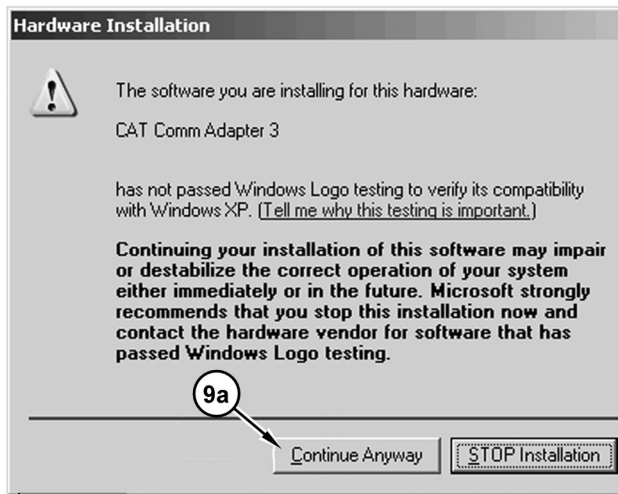 Hardware Installation
The software you are installing for this hardware:
CAT Comm Adapter 3
has not passed Windows Logo testing to verify its compatibility
with Windows XP. (Tell me why this testing is important.)
Continuing your installation of this software may impair
or destabilize the correct operation of your system
either immediately or in the future. Microsoft strongly
recommends that you stop this installation now and
contact the hardware vendor for software that has
passed Windows Logo testing.
9a
Continue Anyway STOP Installation